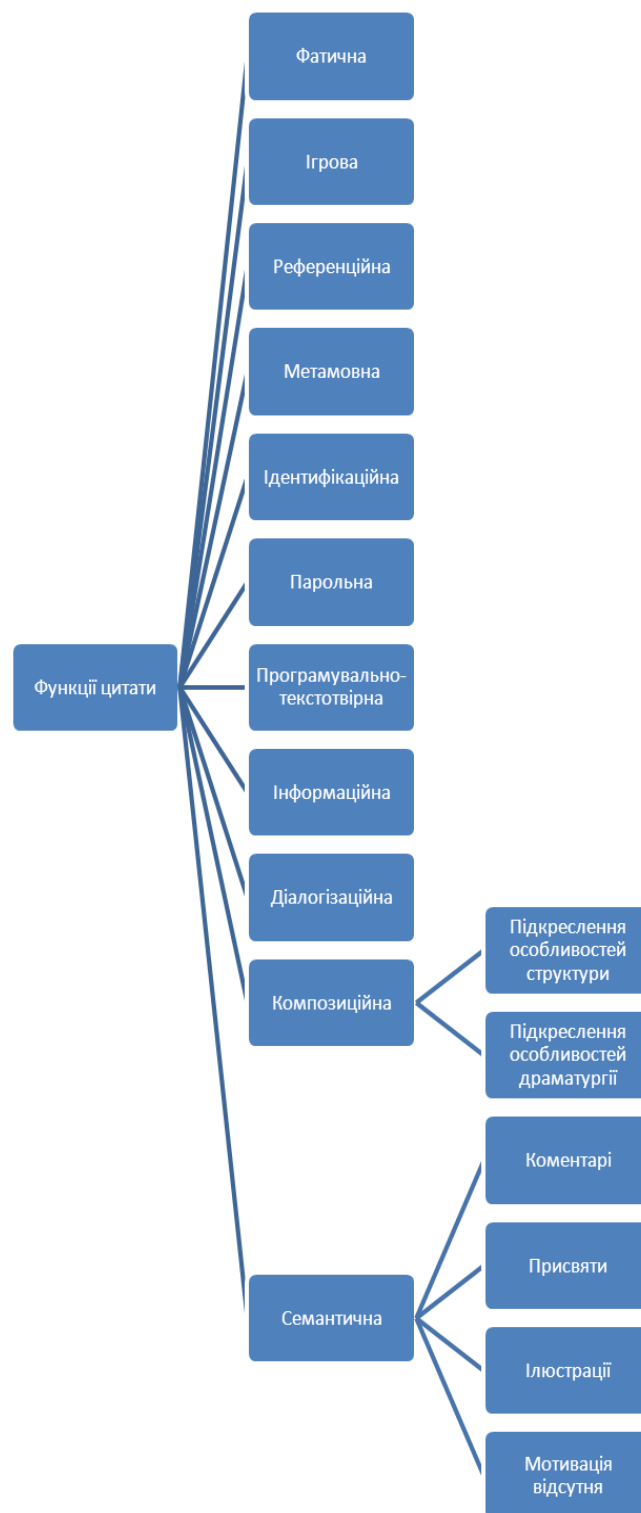 Фатична
Ігрова
Референційна
Метамовна
Ідентифікаційна
Парольна
Функції цитати
Програмувально-
текстотвірна
Інформаційна
Діалогізаційна
Композиційна
Підкреслення
особливостей
структури
Підкреслення
особливостей
драматургії
Семантична
Коментарі
Присвяти
Ілюстрації
Мотивація
відсутня